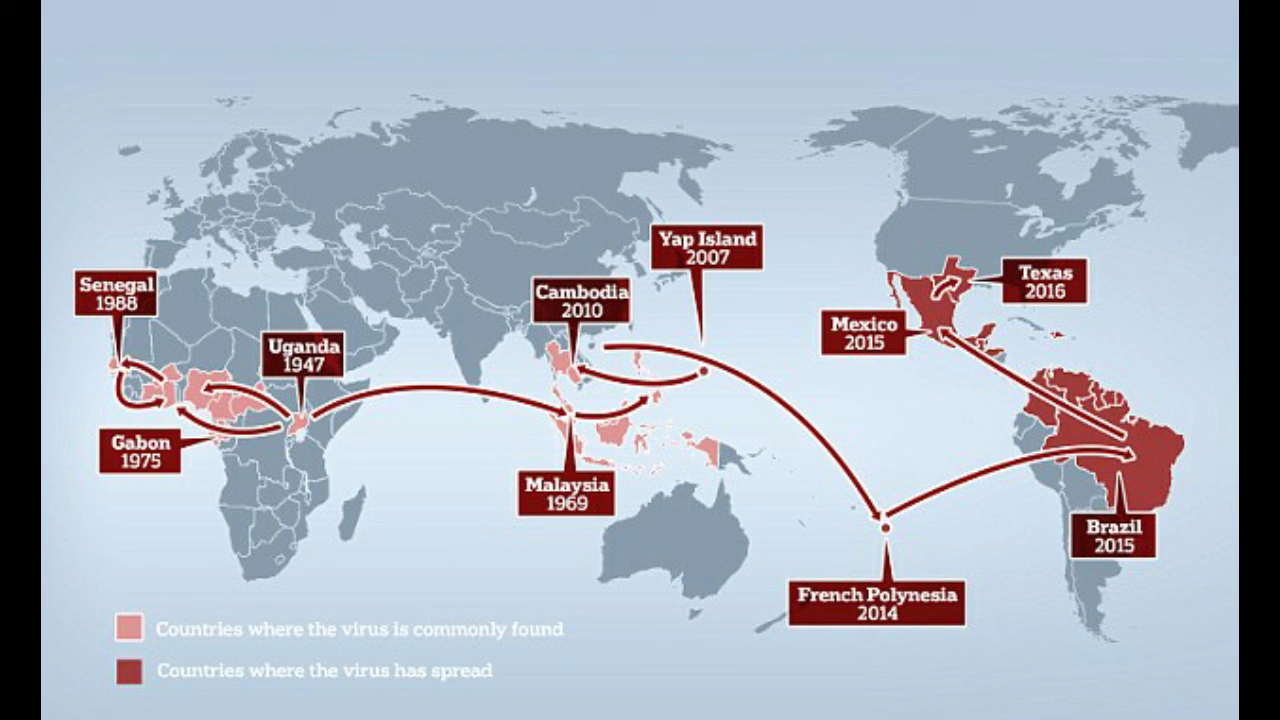 Yap Island
2007
Texas
2016
Senegal
1988
Cambodia
2010
Mexico
2015
Uganda
1947
Gabon
1975
Malaysia
1969
Brazil
2015
French Polynesia
2014
Countries where the virus is commonly found
Countries where the virus has spread